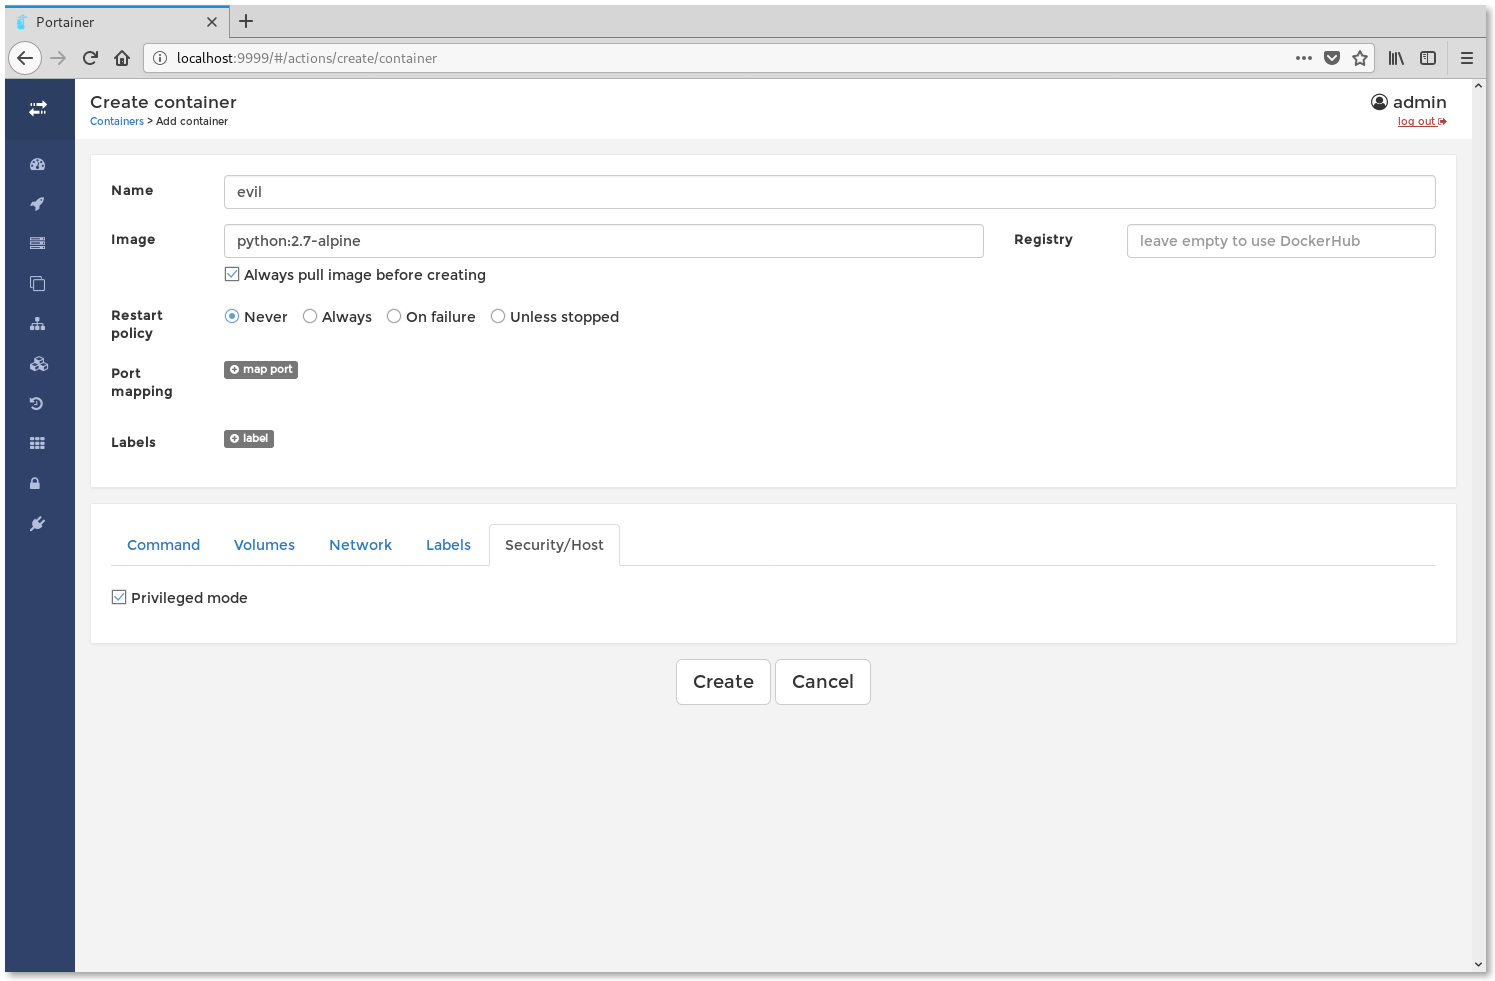 Portainer
localhost:9999/#/actions/create/container
Create container
admin
Containers > Add container
log out
Name
evil
Image
python:2.7-alpine
Registry
leave empty to use DockerHub
Always pull image before creating
Restart
policy
Never
Always
On failure
Unless stopped
Port
mapping
map port
Labels
label
Command
Volumes
Network
Labels
Security/Host
Privileged mode
Create
Cancel